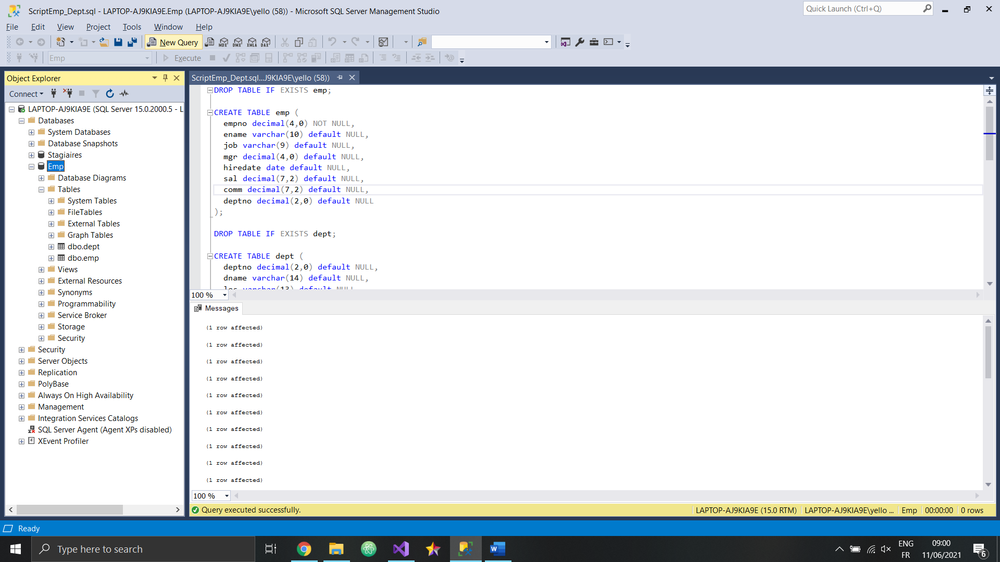 ScriptEmp_Dept.sql - LAPTOP-AJ9KIA9E.Emp (LAPTOP-AJ9KIA9E\yello (58)) - Microsoft SQL Server Management Studio
Quick Launch (Ctrl+Q)
File Edit View Project Tools Window Help
New Query
MDX DMX XMLA DAX
Emp
Execute
Object Explorer
ScriptEmp_Dept.sql...J9KIA9E\yello (58))
Connect
LAPTOP-AJ9KIA9E (SQL Server 15.0.2000.5 - L
Databases
System Databases
Database Snapshots
Stagiaires
Emp
Database Diagrams
Tables
System Tables
FileTables
External Tables
Graph Tables
dbo.dept
dbo.emp
Views
External Resources
Synonyms
Programmability
Service Broker
Storage
Security
Security
Server Objects
Replication
PolyBase
Always On High Availability
Management
Integration Services Catalogs
SQL Server Agent (Agent XPs disabled)
XEvent Profiler
DROP TABLE IF EXISTS emp;
CREATE TABLE emp (
empno decimal(4,0) NOT NULL,
ename varchar(10) default NULL,
job varchar(9) default NULL,
mgr decimal(4,0) default NULL,
hiredate date default NULL,
sal decimal(7,2) default NULL,
comm decimal(7,2) default NULL,
deptno decimal(2,0) default NULL
);
DROP TABLE IF EXISTS dept;
CREATE TABLE dept (
deptno decimal(2,0) default NULL,
dname varchar(14) default NULL,
loc varchar(13) default NULL
100 %
Messages
(1 row affected)
(1 row affected)
(1 row affected)
(1 row affected)
(1 row affected)
(1 row affected)
(1 row affected)
(1 row affected)
(1 row affected)
(1 row affected)
100 %
Query executed successfully.
LAPTOP-AJ9KIA9E (15.0 RTM)
LAPTOP-AJ9KIA9E\yello ...
Emp
00:00:00
0 rows
Ready
Type here to search
ENG
FR
09:00
11/06/2021
6